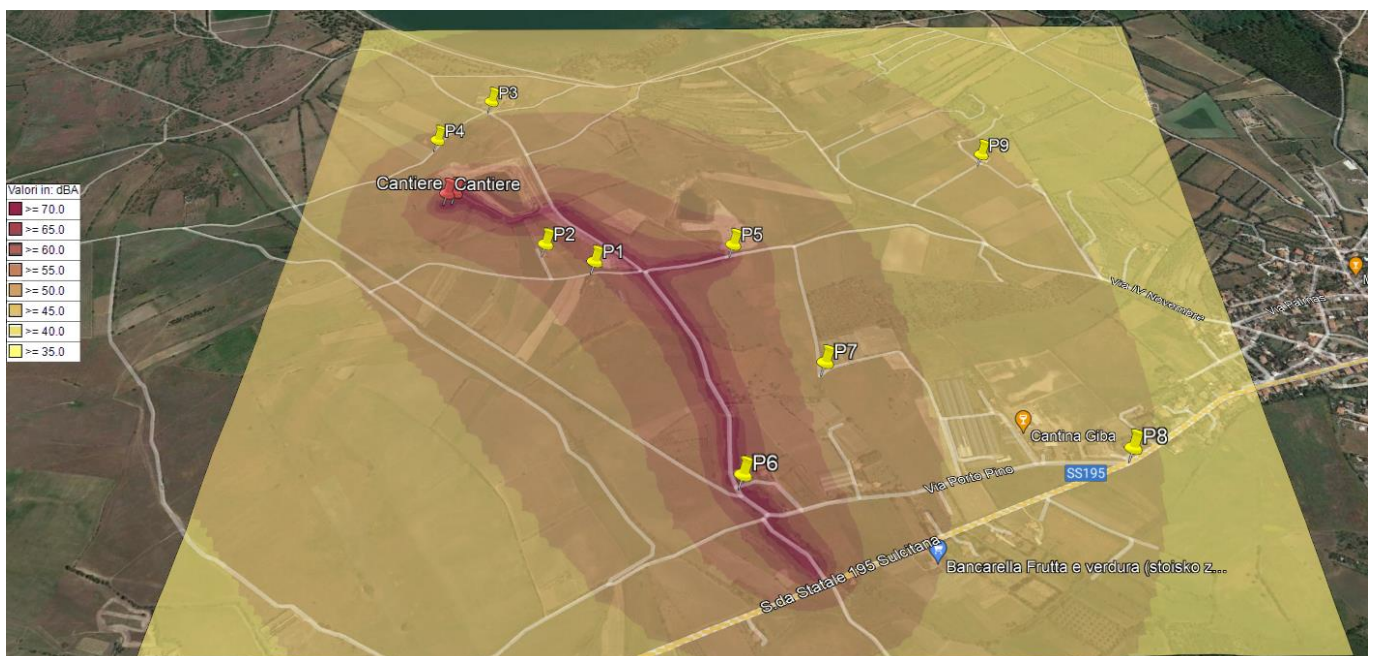 Valori in: dBA
>= 70.0
>= 65.0
>= 60.0
>= 55.0
>= 50.0
>= 45.0
>= 40.0
>= 35.0
P3
P4
P9
Cantiere
Cantiere
P2
P1
P5
Via IV Novembre
Via Palmas
M
P7
Cantina Giba
P8
P6
Via Porto Pino
SS195
S.da Statale 195 Sulcitana
Bancarella Frutta e verdura (stoisko z...